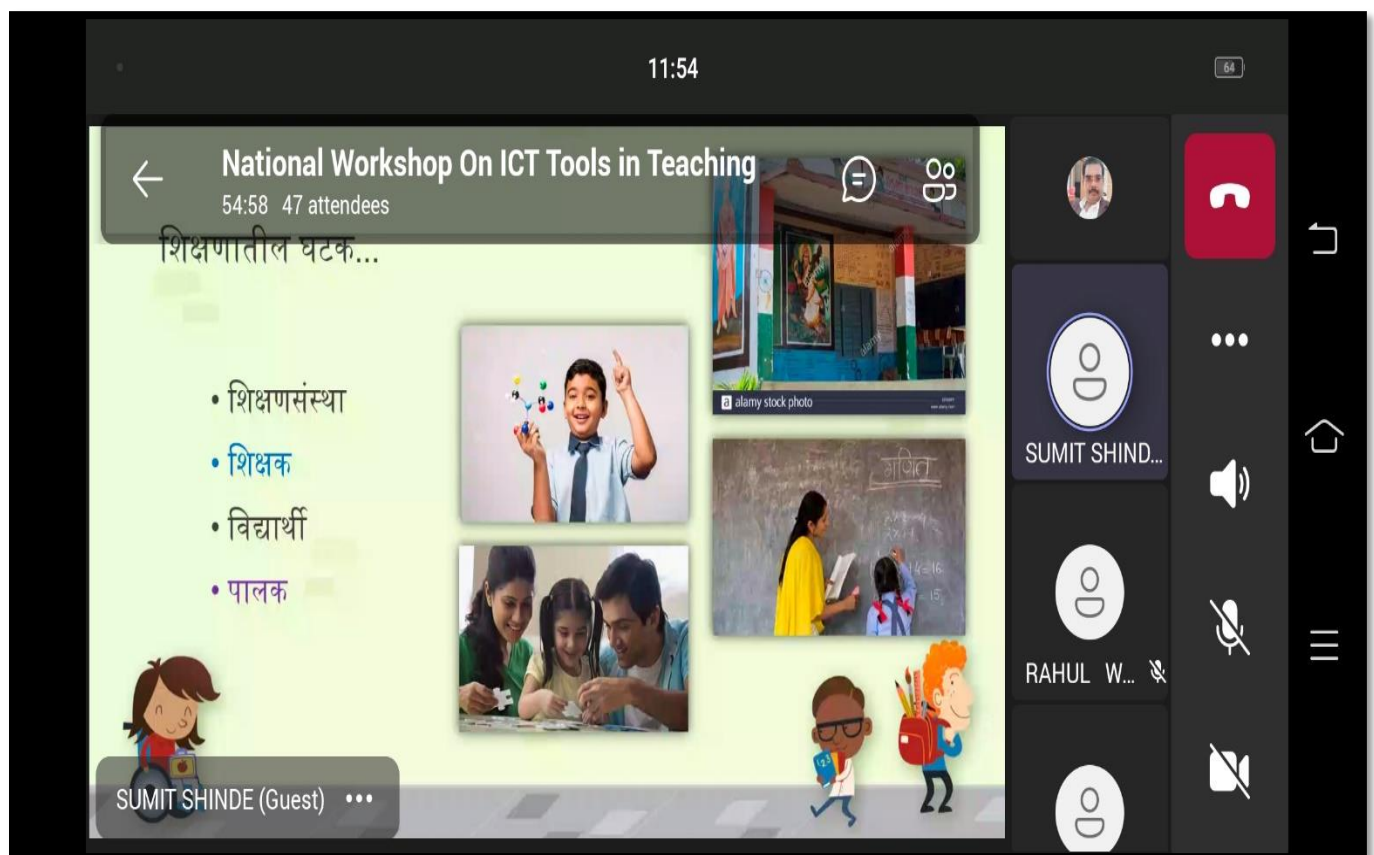 11:54
64
National Workshop On ICT Tools in Teaching
54:58 47 attendees
शिक्षणातील घटक...
• शिक्षणसंस्था
• शिक्षक
• विद्यार्थी
• पालक
alamy
a alamy stock photo
गणित
SUMIT SHIND...
RAHUL W...
SUMIT SHINDE (Guest) •••